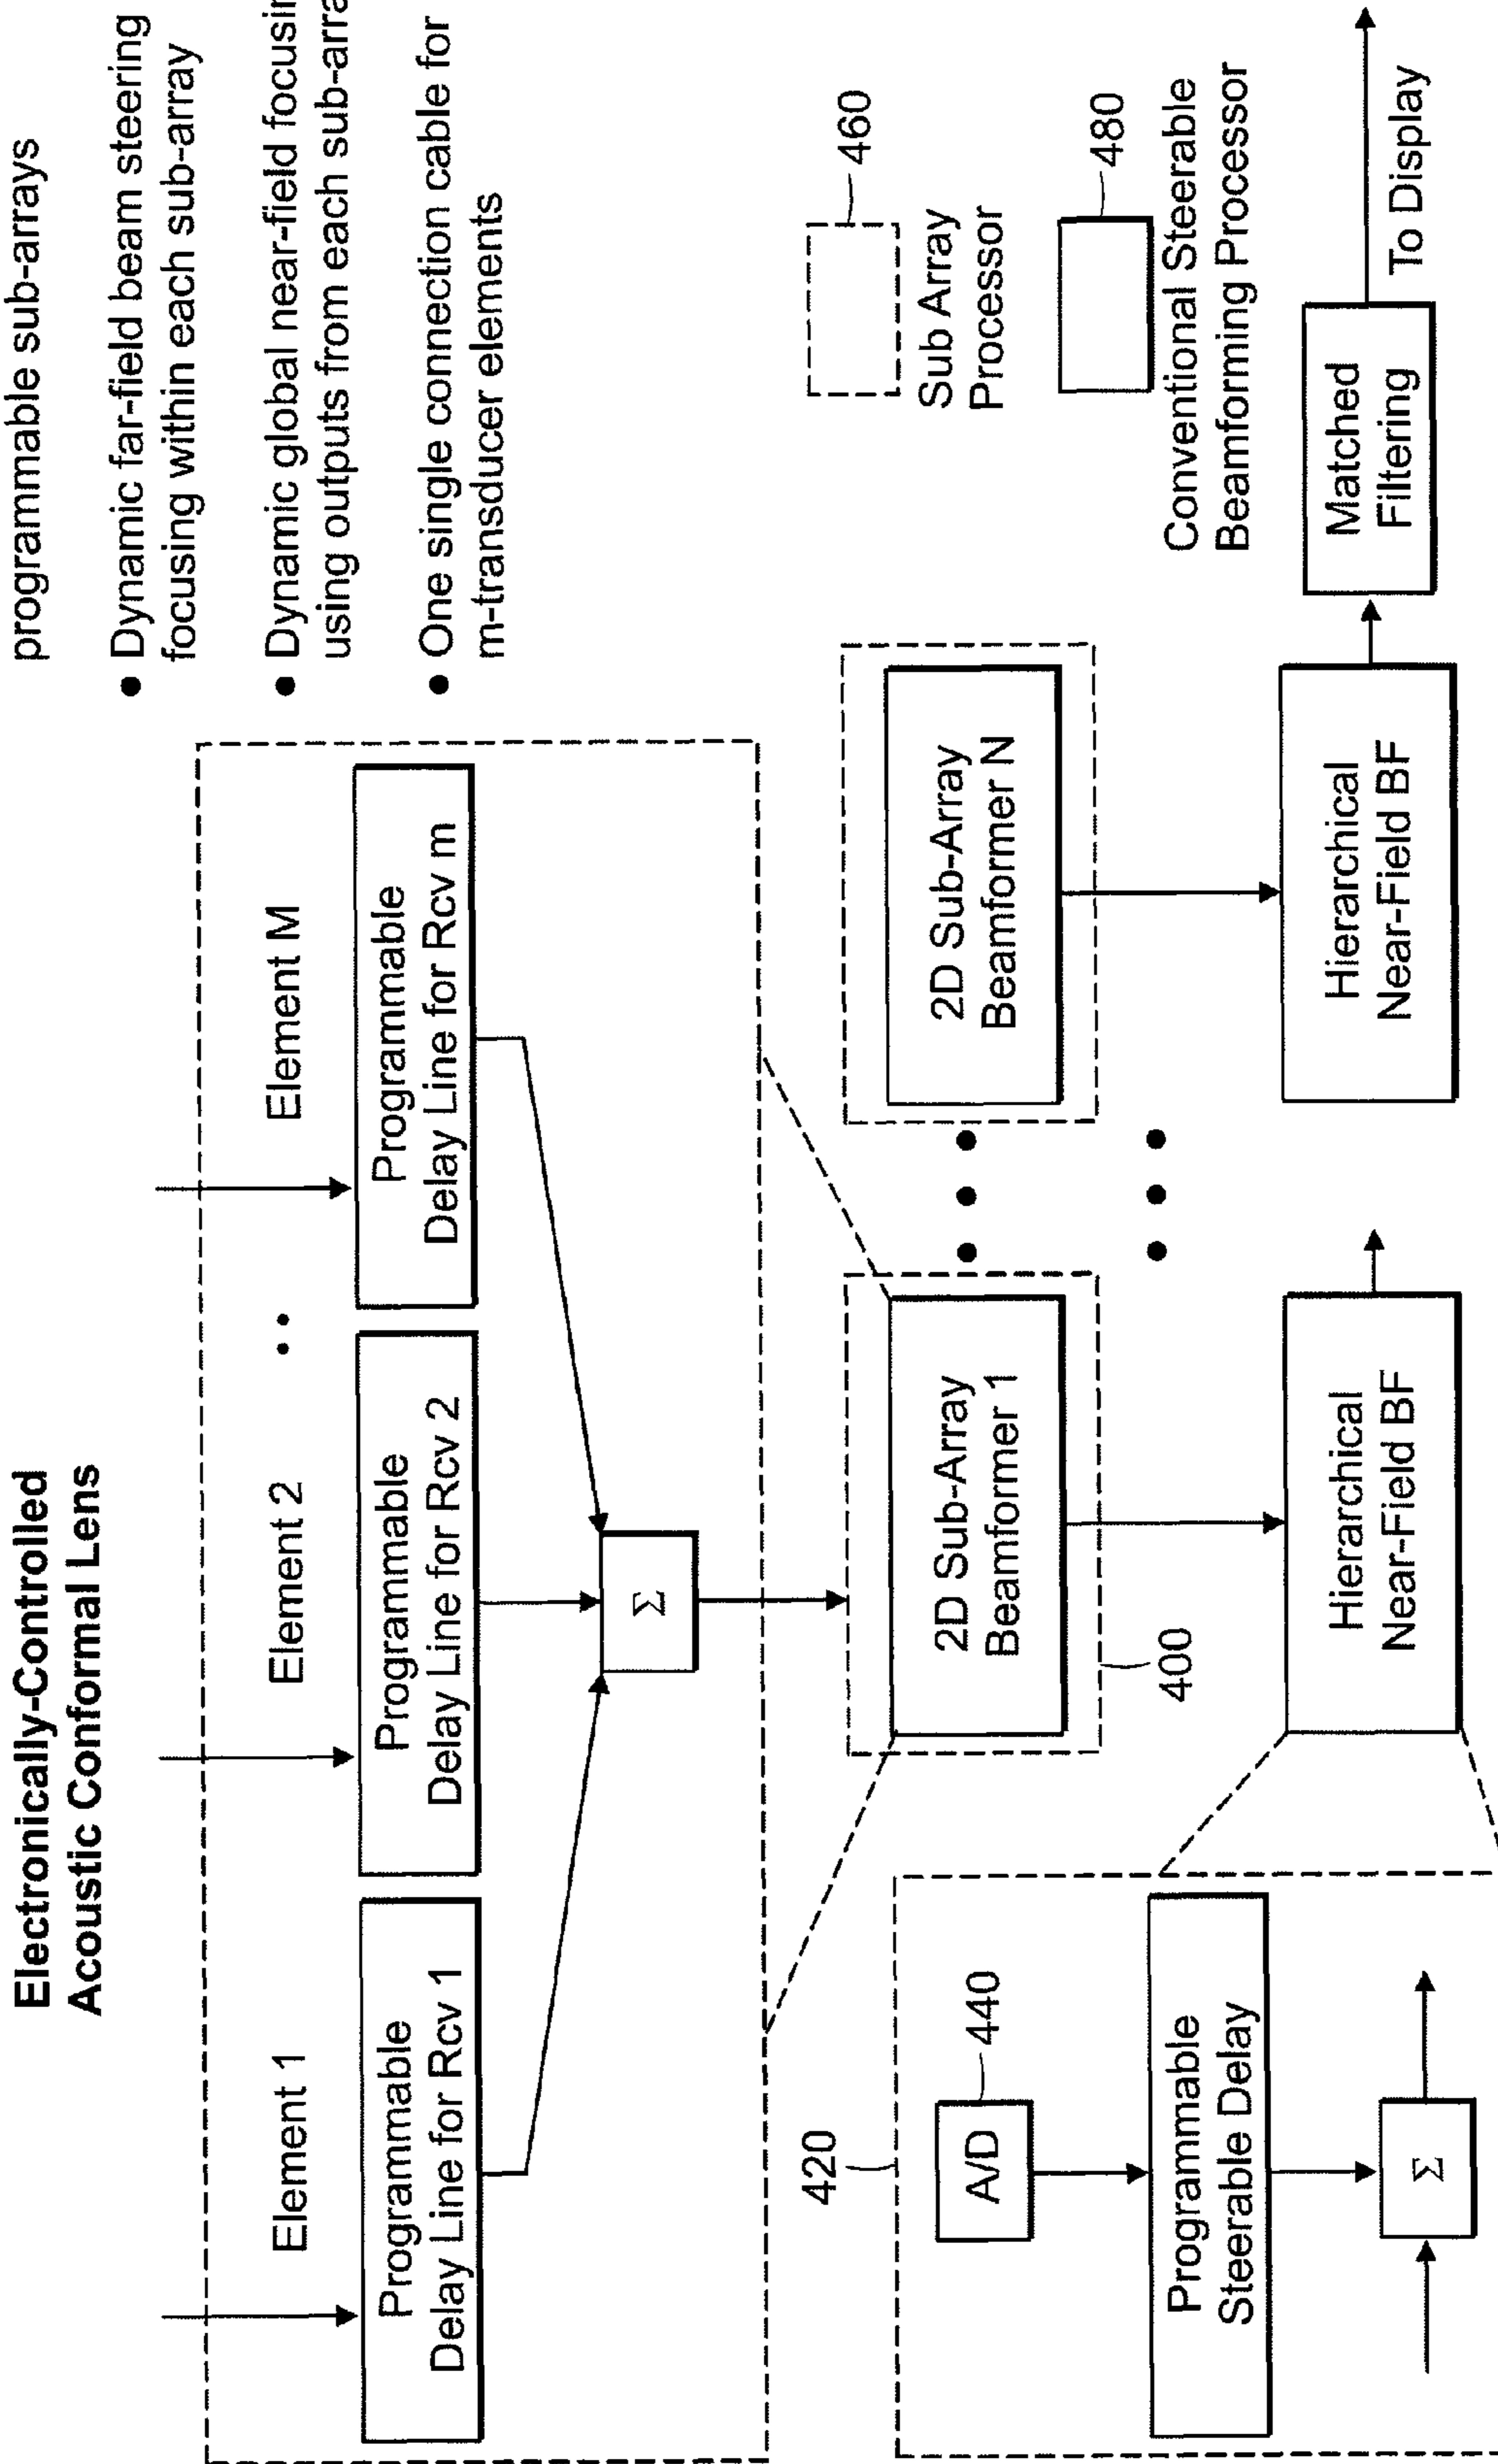 Electronically-Controlled
Acoustic Conformal Lens
programmable sub-arrays
• Dynamic far-field beam steering
focusing within each sub-array
• Dynamic global near-field
using outputs from each
• One single connection cable for
m-transducer elements
Element 1
Element 2
••
Element M
Programmable
Delay Line for Rcv 1
Programmable
Delay Line for Rcv 2
Programmable
Delay Line for Rcv m
Σ
2D Sub-Array
Beamformer 1
400
• • •
2D Sub-Array
Beamformer N
460
Sub Array
Processor
480
Conventional Steerable
Beamforming Processor
420
A/D
440
Programmable
Steerable Delay
Σ
Hierarchical
Near-Field BF
• • •
Hierarchical
Near-Field BF
Matched
Filtering
To Display